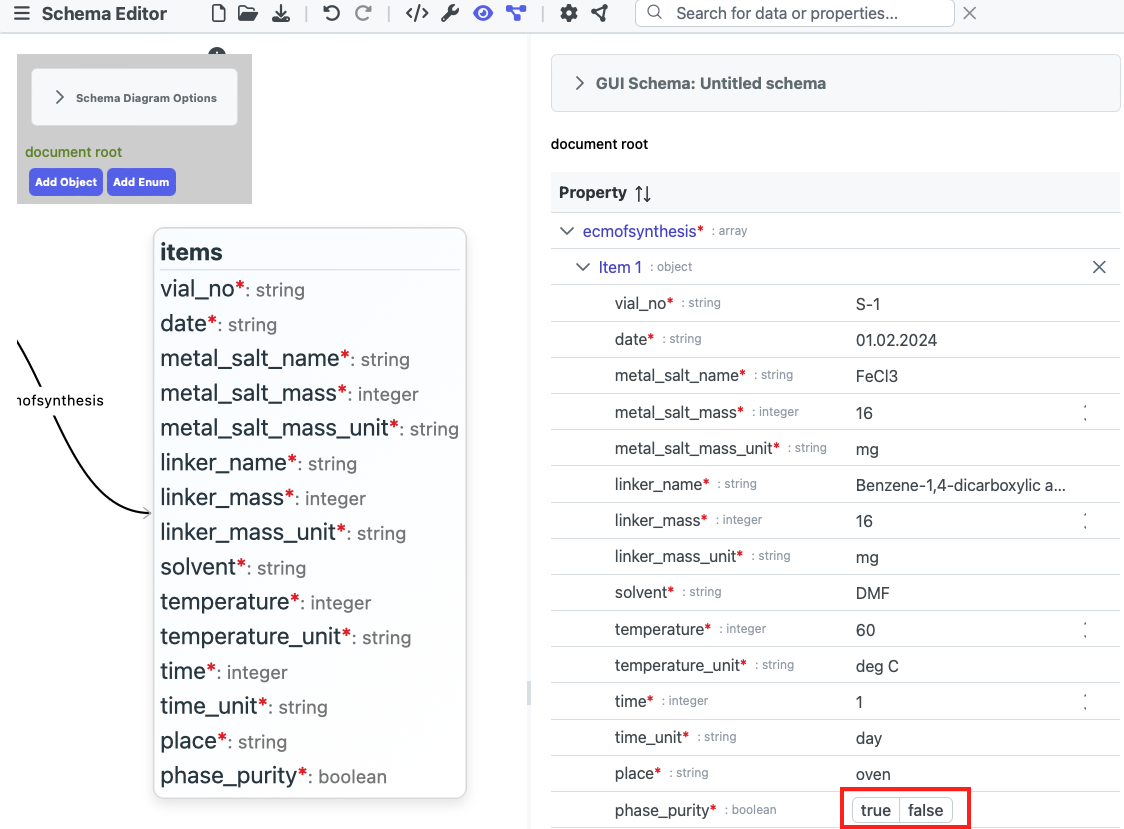 Schema Editor
Search for data or properties...
Schema Diagram Options
document root
Add Object Add Enum
items
vial_no*: string
date*: string
metal_salt_name*: string
metal_salt_mass*: integer
metal_salt_mass_unit*: string
linker_name*: string
linker_mass*: integer
linker_mass_unit*: string
solvent*: string
temperature*: integer
temperature_unit*: string
time*: integer
time_unit*: string
place*: string
phase_purity*: boolean
mofsynthesis
GUI Schema: Untitled schema
document root
Property
ecmofsynthesis* : array
Item 1 : object
vial_no* : string S-1
date* : string 01.02.2024
metal_salt_name* : string FeCl3
metal_salt_mass* : integer 16
metal_salt_mass_unit* : string mg
linker_name* : string Benzene-1,4-dicarboxylic a...
linker_mass* : integer 16
linker_mass_unit* : string mg
solvent* : string DMF
temperature* : integer 60
temperature_unit* : string deg C
time* : integer 1
time_unit* : string day
place* : string oven
phase_purity* : boolean true false